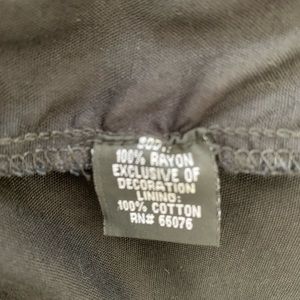 100% RAYON
EXCLUSIVE OF
DECORATION
LINING:
100% COTTON
RN# 66076